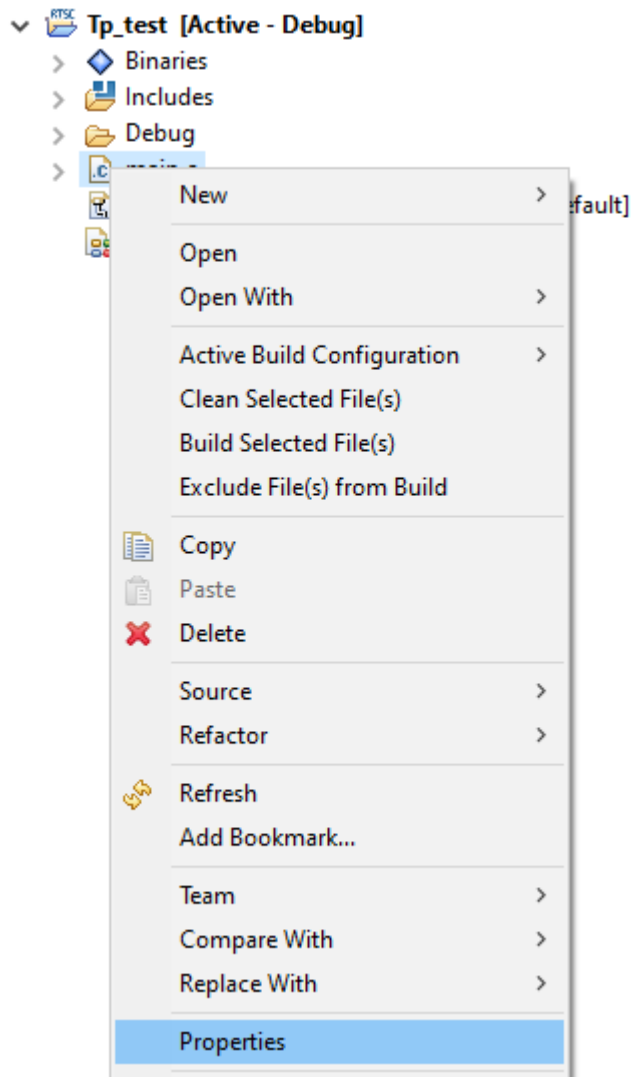 RTSC
Tp_test [Active - Debug]
Binaries
Includes
Debug
.c
New
fault]
Open
Open With
Active Build Configuration
Clean Selected File(s)
Build Selected File(s)
Exclude File(s) from Build
Copy
Paste
Delete
Source
Refactor
Refresh
Add Bookmark...
Team
Compare With
Replace With
Properties